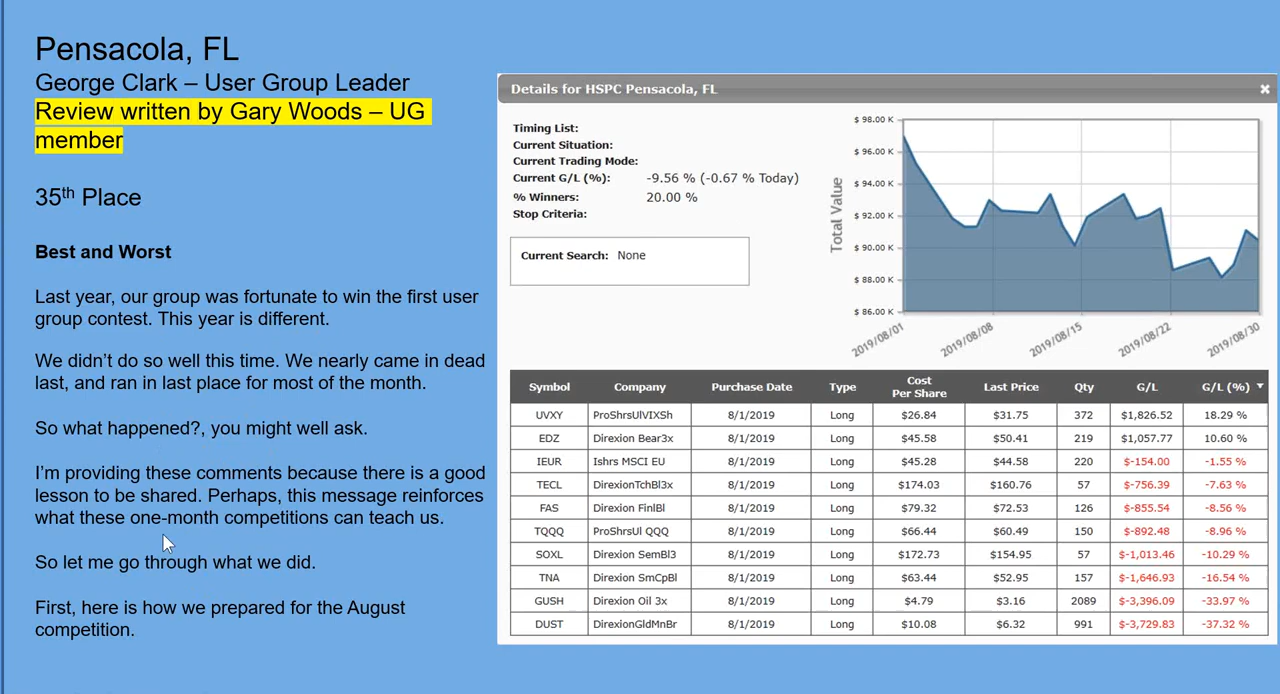 Pensacola, FL
George Clark – User Group Leader
Review written by Gary Woods – UG
member
35th Place
Best and Worst
Last year, our group was fortunate to win the first user
group contest. This year is different.
We didn't do so well this time. We nearly came in dead
last, and ran in last place for most of the month.
So what happened?, you might well ask.
I'm providing these comments because there is a good
lesson to be shared. Perhaps, this message reinforces
what these one-month competitions can teach us.
So let me go through what we did.
First, here is how we prepared for the August
competition.
Details for HSPC Pensacola, FL
Timing List:
Current Situation:
Current Trading Mode:
Current G/L (%): -9.56 % (-0.67 % Today)
% Winners: 20.00 %
Stop Criteria:
Current Search: None
Total Value
$ 98.00 K
$ 96.00 K
$ 94.00 K
$ 92.00 K
$ 90.00 K
$ 88.00 K
$ 86.00 K
2019/08/01 2019/08/08 2019/08/15 2019/08/22 2019/08/30
Symbol Company Purchase Date Type Cost Per Share Last Price Qty G/L G/L (%)
UVXY ProShrsUlVIXSh 8/1/2019 Long $26.84 $31.75 372 $1,826.52 18.29 %
EDZ Direxion Bear3x 8/1/2019 Long $45.58 $50.41 219 $1,057.77 10.60 %
IEUR Ishrs MSCI EU 8/1/2019 Long $45.28 $44.58 220 $-154.00 -1.55 %
TECL DirexionTchBl3x 8/1/2019 Long $174.03 $160.76 57 $-756.39 -7.63 %
FAS Direxion FinlBl 8/1/2019 Long $79.32 $72.53 126 $-855.54 -8.56 %
TQQQ ProShrsUl QQQ 8/1/2019 Long $66.44 $60.49 150 $-892.48 -8.96 %
SOXL Direxion SemBl3 8/1/2019 Long $172.73 $154.95 57 $-1,013.46 -10.29 %
TNA Direxion SmCpBl 8/1/2019 Long $63.44 $52.95 157 $-1,646.93 -16.54 %
GUSH Direxion Oil 3x 8/1/2019 Long $4.79 $3.16 2089 $-3,396.09 -33.97 %
DUST DirexionGldMnBr 8/1/2019 Long $10.08 $6.32 991 $-3,729.83 -37.32 %